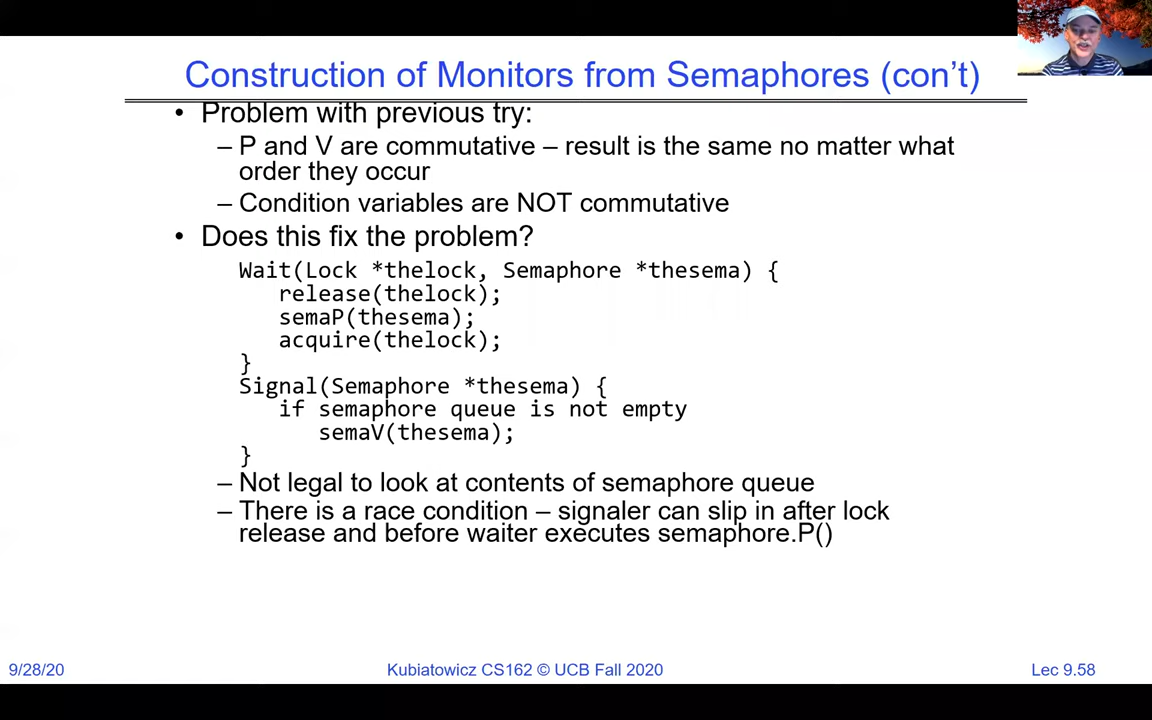 Construction of Monitors from Semaphores (con’t)
• Problem with previous try:
– P and V are commutative – result is the same no matter what
order they occur
– Condition variables are NOT commutative
• Does this fix the problem?
Wait(Lock *thelock, Semaphore *thesema) {
release(thelock);
semaP(thesema);
acquire(thelock);
}
Signal(Semaphore *thesema) {
if semaphore queue is not empty
semaV(thesema);
}
– Not legal to look at contents of semaphore queue
– There is a race condition – signaler can slip in after lock
release and before waiter executes semaphore.P()
9/28/20
Kubiatowicz CS162 © UCB Fall 2020
Lec 9.58